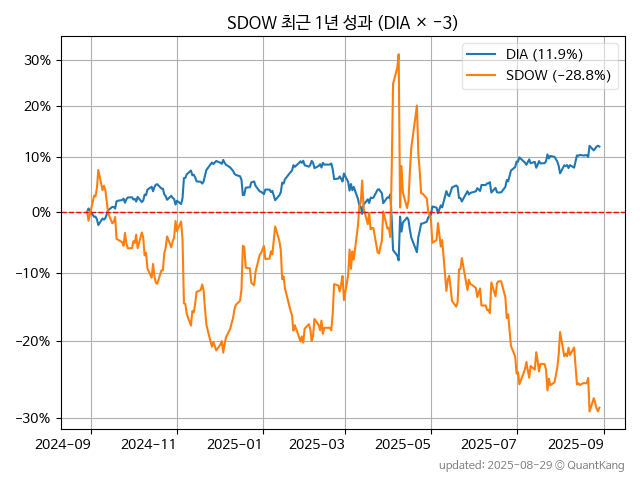 SDOW 최근 1년 성과 (DIA × -3)
DIA (11.9%)
SDOW (-28.8%)
30%
20%
10%
0%
-10%
-20%
-30%
2024-09 2024-11 2025-01 2025-03 2025-05 2025-07 2025-09
updated: 2025-08-29 © QuantKang